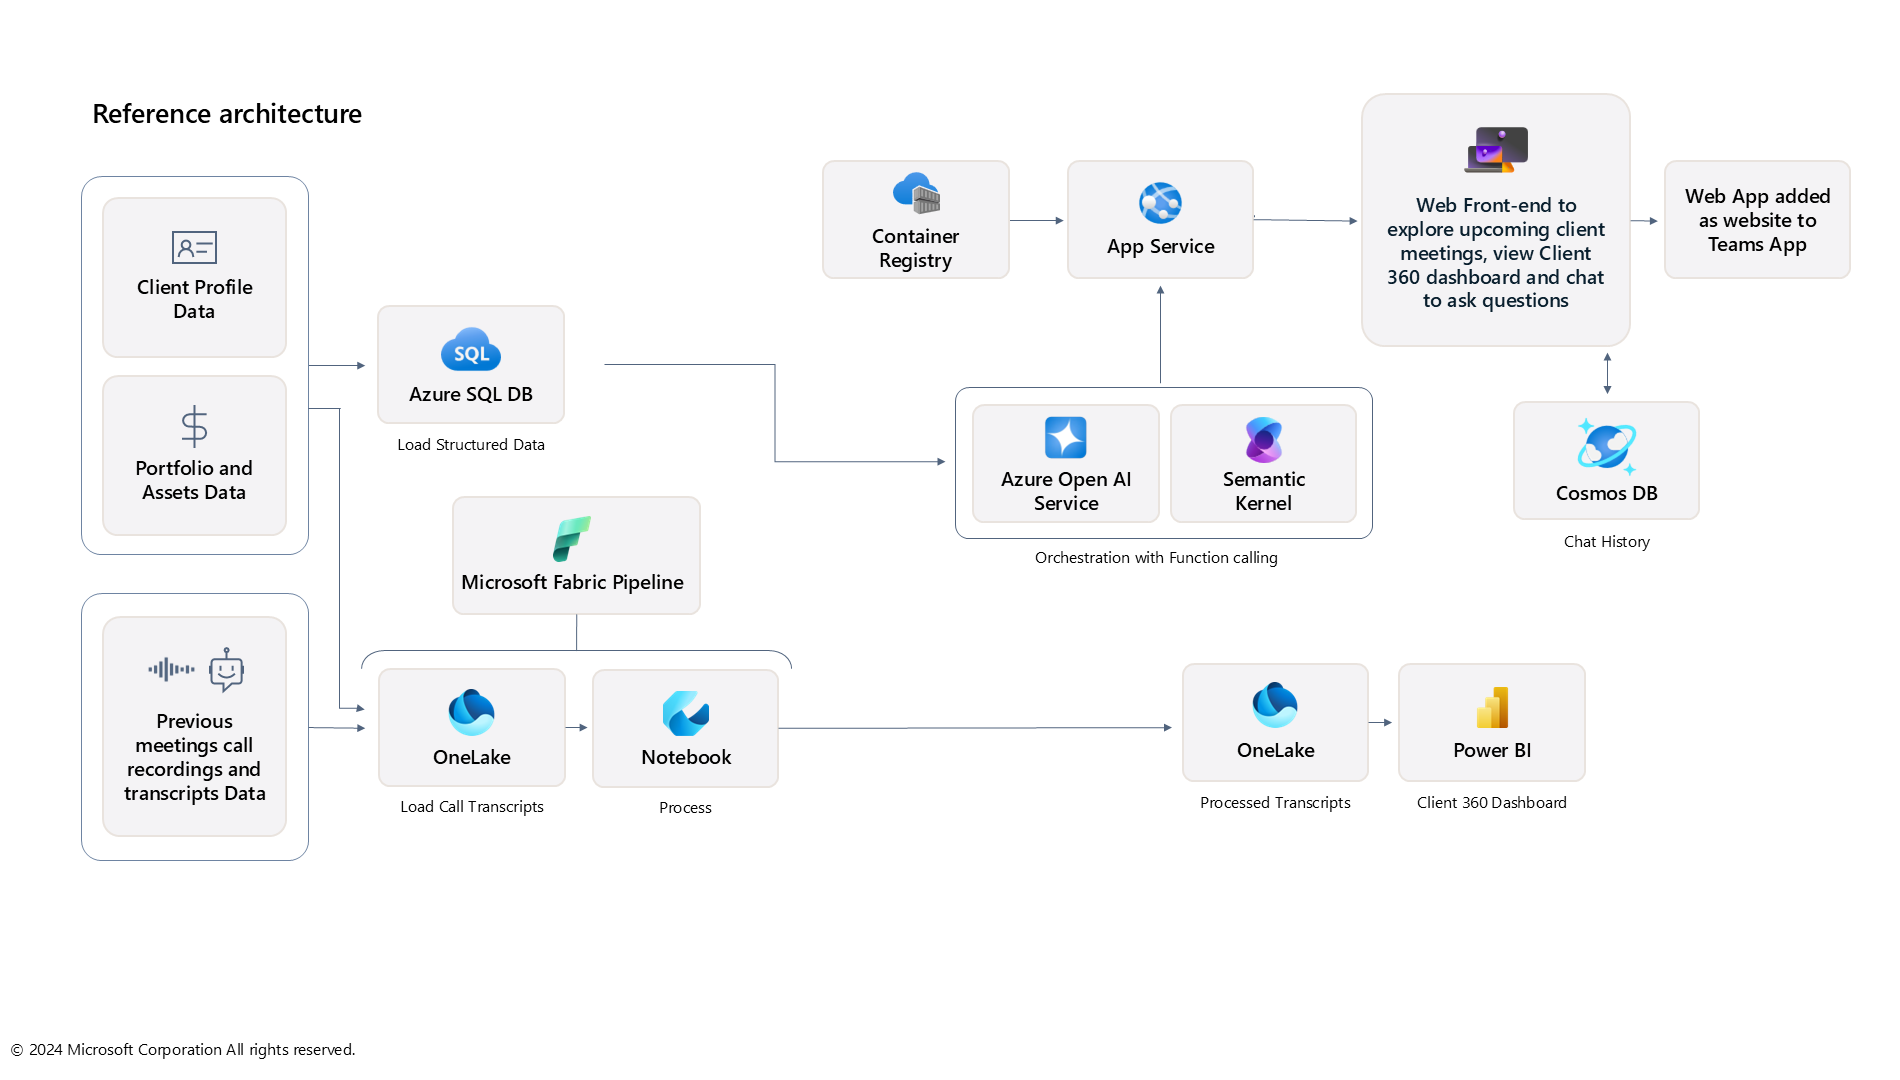 Reference architecture
Client Profile
Data
Portfolio and
Assets Data
Previous
meetings call
recordings and
transcripts Data
SQL
Azure SQL DB
Load Structured Data
Microsoft Fabric Pipeline
OneLake
Load Call Transcripts
Notebook
Process
Container
Registry
App Service
Web Front-end to
explore upcoming client
meetings, view Client
360 dashboard and chat
to ask questions
Web App added
as website to
Teams App
Azure Open AI
Service
Semantic
Kernel
Orchestration with Function calling
Cosmos DB
Chat History
OneLake
Processed Transcripts
Power BI
Client 360 Dashboard
© 2024 Microsoft Corporation All rights reserved.